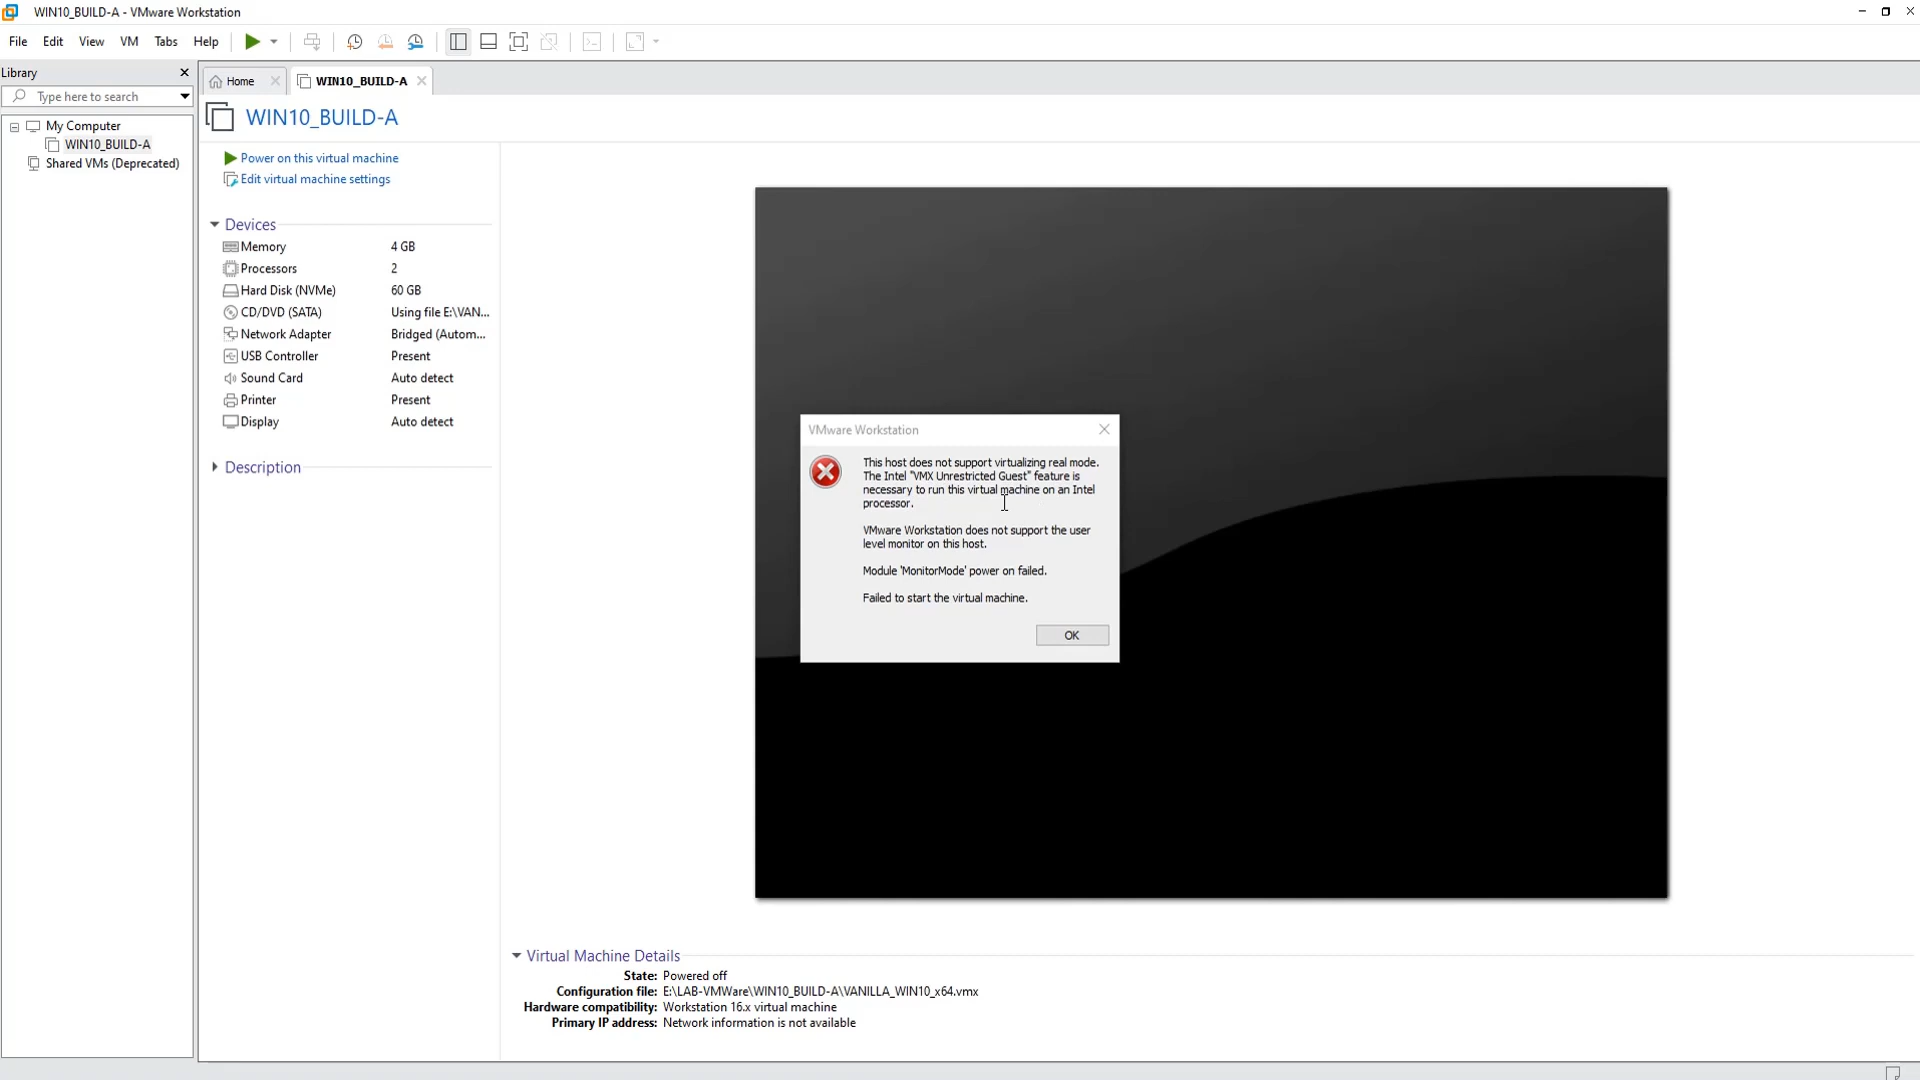 WIN10_BUILD-A - VMware Workstation
File Edit View VM Tabs Help
Library
Home
WIN10_BUILD-A
Type here to search
My Computer
WIN10_BUILD-A
Shared VMs (Deprecated)
WIN10_BUILD-A
Power on this virtual machine
Edit virtual machine settings
Devices
Memory 4 GB
Processors 2
Hard Disk (NVMe) 60 GB
CD/DVD (SATA) Using file E:\VAN...
Network Adapter Bridged (Autom...
USB Controller Present
Sound Card Auto detect
Printer Present
Display Auto detect
Description
VMware Workstation
This host does not support virtualizing real mode.
The Intel "VMX Unrestricted Guest" feature is
necessary to run this virtual machine on an Intel
processor.
VMware Workstation does not support the user
level monitor on this host.
Module 'MonitorMode' power on failed.
Failed to start the virtual machine.
OK
Virtual Machine Details
State: Powered off
Configuration file: E:\LAB-VMWare\WIN10_BUILD-A\VANILLA_WIN10_x64.vmx
Hardware compatibility: Workstation 16.x virtual machine
Primary IP address: Network information is not available